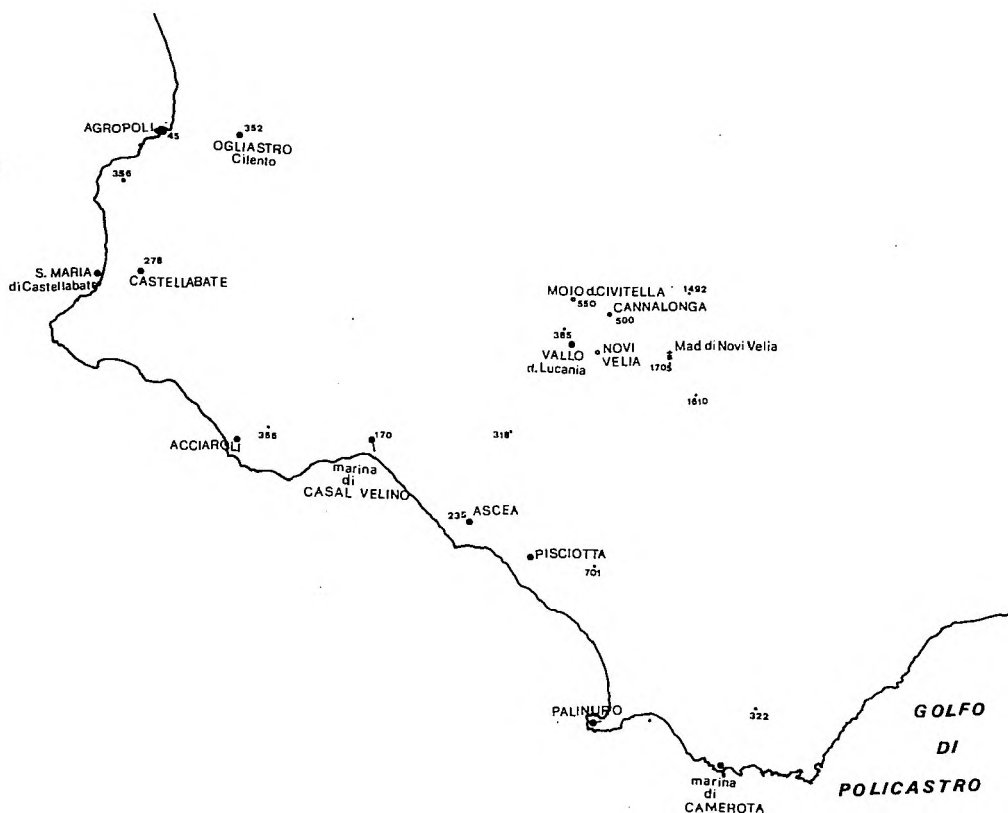 AGROPOLI
45
352
OGLIASTRO
Cilento
356
278
S. MARIA
di Castellabate
CASTELLABATE
MOIO d.CIVITELLA
1492
550
CANNALONGA
500
385
VALLO
d. Lucania
NOVI
VELIA
Mad di Novi Velia
1705
1610
ACCIAROLI
355
170
318
marina
di
CASAL VELINO
235
ASCEA
PISCIOTTA
701
PALINURO
322
GOLFO
DI
POLICASTRO
marina
di
CAMEROTA